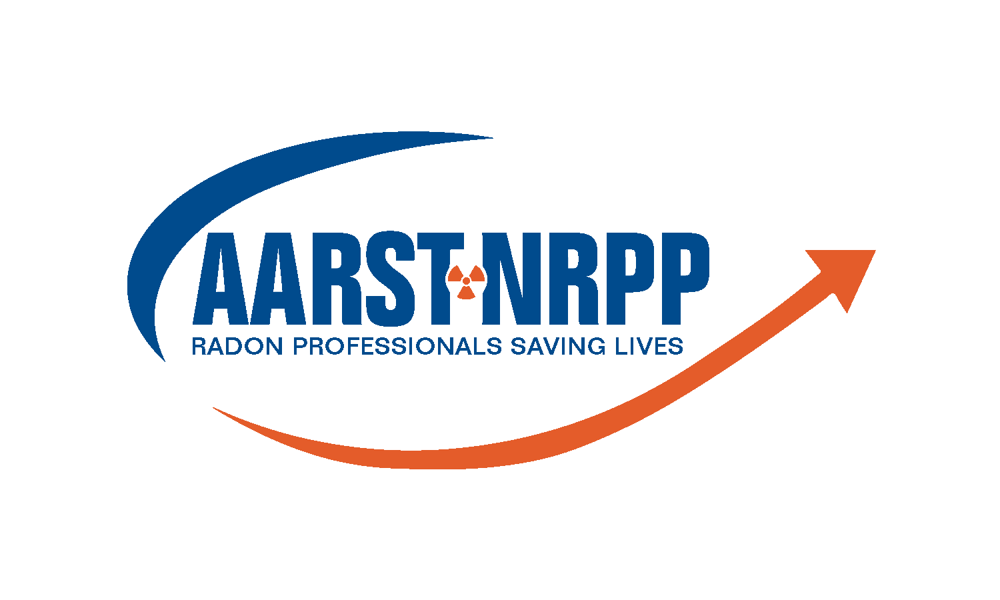 AARST NRPP
RADON PROFESSIONALS SAVING LIVES